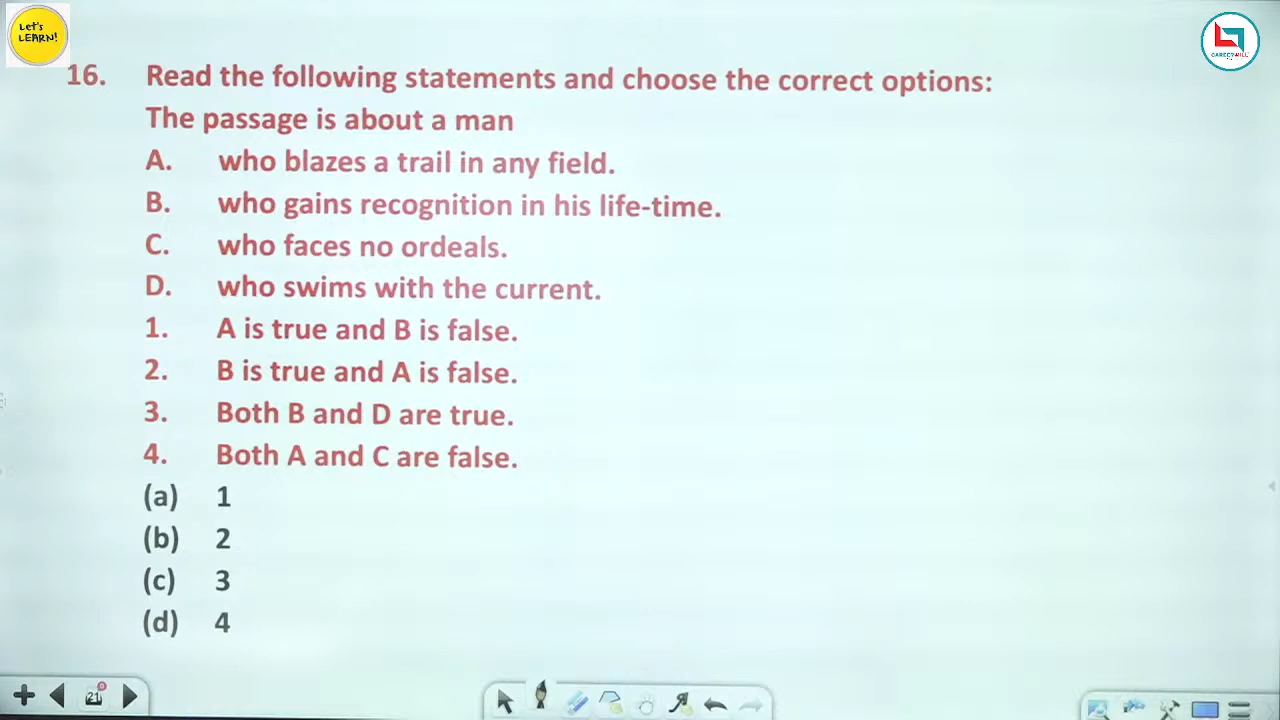 Let's
LEARN!
CAREERWILL
16. Read the following statements and choose the correct options:
The passage is about a man
A. who blazes a trail in any field.
B. who gains recognition in his life-time.
C. who faces no ordeals.
D. who swims with the current.
1. A is true and B is false.
2. B is true and A is false.
3. Both B and D are true.
4. Both A and C are false.
(a) 1
(b) 2
(c) 3
(d) 4
21